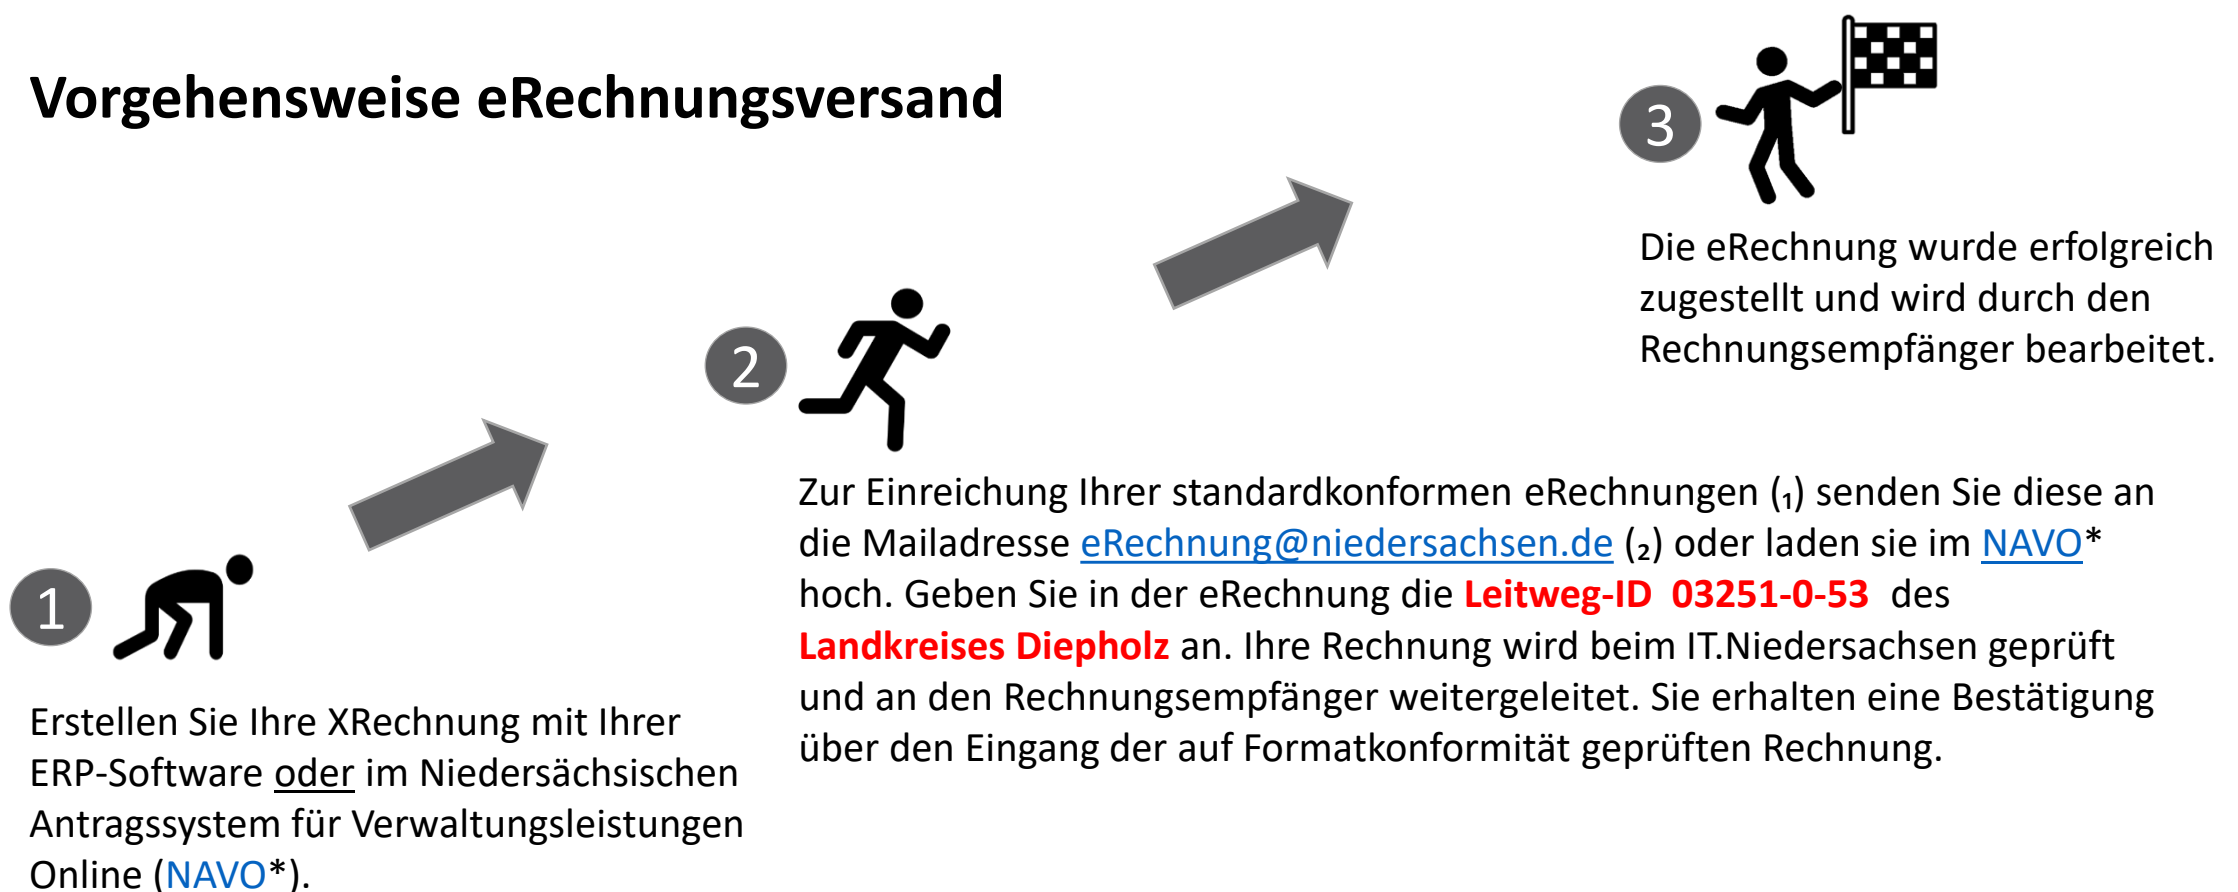 Vorgehensweise eRechnungsversand
1
Erstellen Sie Ihre XRechnung mit Ihrer
ERP-Software oder im Niedersächsischen
Antragssystem für Verwaltungsleistungen
Online (NAVO*).
2
Zur Einreichung Ihrer standardkonformen eRechnungen (₁) senden Sie diese an
die Mailadresse eRechnung@niedersachsen.de (₂) oder laden sie im NAVO*
hoch. Geben Sie in der eRechnung die Leitweg-ID 03251-0-53 des
Landkreises Diepholz an. Ihre Rechnung wird beim IT.Niedersachsen geprüft
und an den Rechnungsempfänger weitergeleitet. Sie erhalten eine Bestätigung
über den Eingang der auf Formatkonformität geprüften Rechnung.
3
Die eRechnung wurde erfolgreich
zugestellt und wird durch den
Rechnungsempfänger bearbeitet.